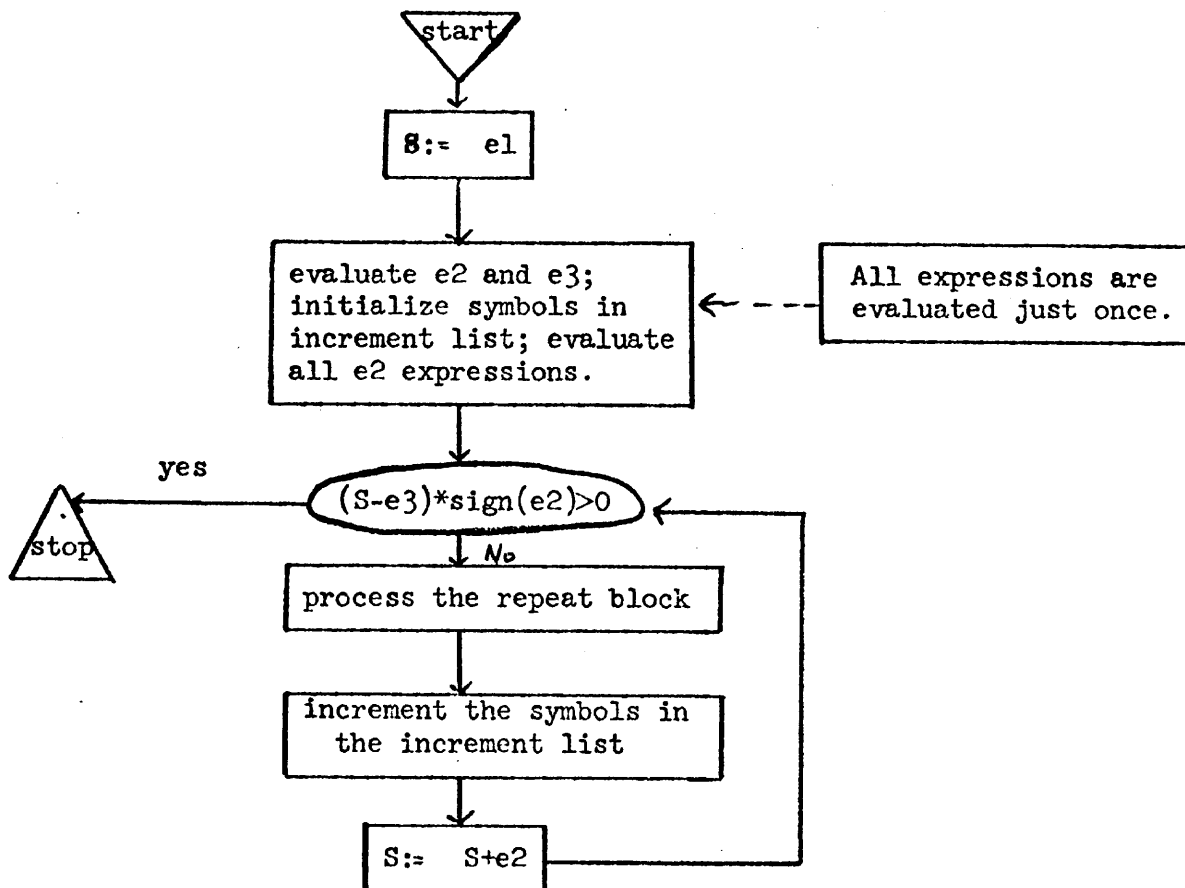 start
S:= e1
evaluate e2 and e3;
initialize symbols in
increment list; evaluate
all e2 expressions.
All expressions are
evaluated just once.
yes
(S-e3)*sign(e2)>0
stop
No
process the repeat block
increment the symbols in
the increment list
S:= S+e2